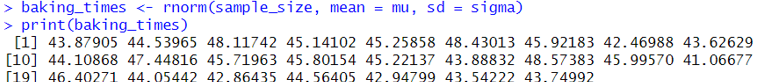 > baking_times <- rnorm(sample_size, mean = mu, sd = sigma)
> print(baking_times)
[1] 43.87905 44.53965 48.11742 45.14102 45.25858 48.43013 45.92183 42.46988 43.62629
[10] 44.10868 47.44816 45.71963 45.80154 45.22137 43.88832 48.57383 45.99570 41.06677
[19] 46.40271 44.05442 42.86435 44.56405 42.94799 43.54222 43.74992